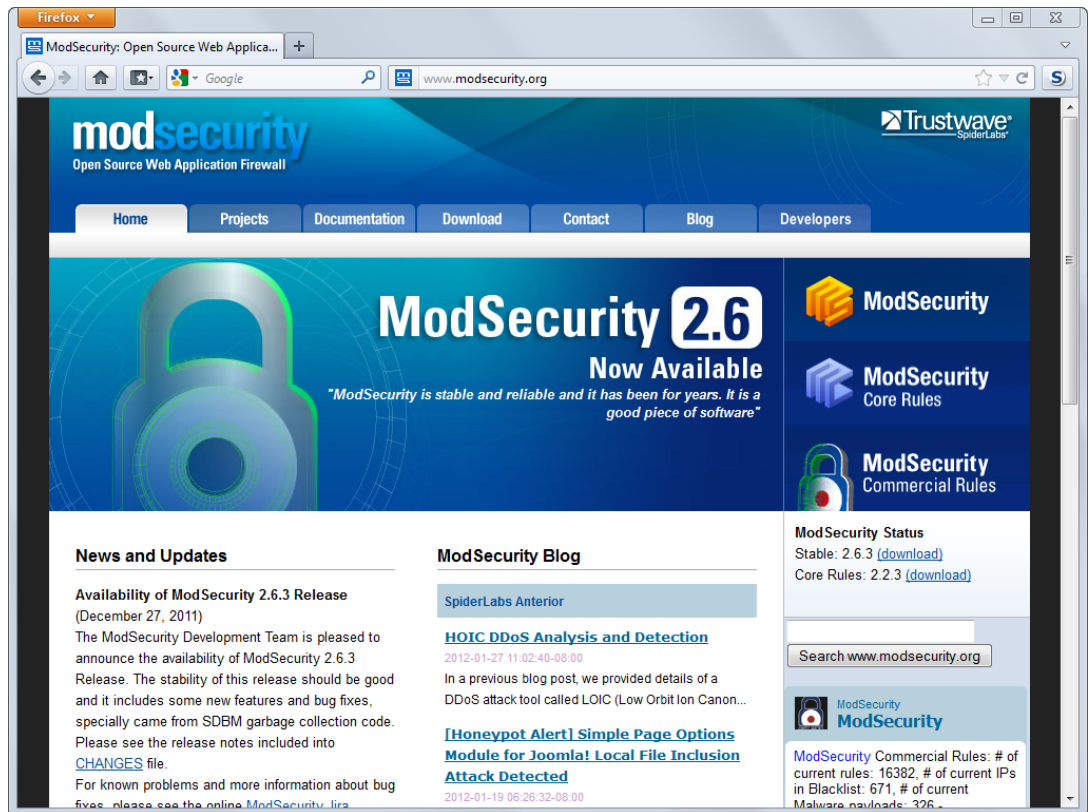 Firefox
ModSecurity: Open Source Web Applica...
Google
www.modsecurity.org
modsecurity
Open Source Web Application Firewall
Trustwave®
SpiderLabs®
Home
Projects
Documentation
Download
Contact
Blog
Developers
ModSecurity 2.6
Now Available
"ModSecurity is stable and reliable and it has been for years. It is a
good piece of software"
ModSecurity
ModSecurity
Core Rules
ModSecurity
Commercial Rules
News and Updates
Availability of ModSecurity 2.6.3 Release
(December 27, 2011)
The ModSecurity Development Team is pleased to
announce the availability of ModSecurity 2.6.3
Release. The stability of this release should be good
and it includes some new features and bug fixes,
specially came from SDBM garbage collection code.
Please see the release notes included into
CHANGES file.
For known problems and more information about bug
fixes, please see the online ModSecurity Jira
ModSecurity Blog
SpiderLabs Anterior
HOIC DDoS Analysis and Detection
2012-01-27 11:02:40-08:00
In a previous blog post, we provided details of a
DDoS attack tool called LOIC (Low Orbit Ion Canon...
[Honeypot Alert] Simple Page Options
Module for Joomla! Local File Inclusion
Attack Detected
2012-01-19 06:26:32-08:00
ModSecurity Status
Stable: 2.6.3 (download)
Core Rules: 2.2.3 (download)
Search www.modsecurity.org
ModSecurity
ModSecurity
ModSecurity Commercial Rules: # of
current rules: 16382, # of current IPs
in Blacklist: 671, # of current
Malware payloads: 326 -